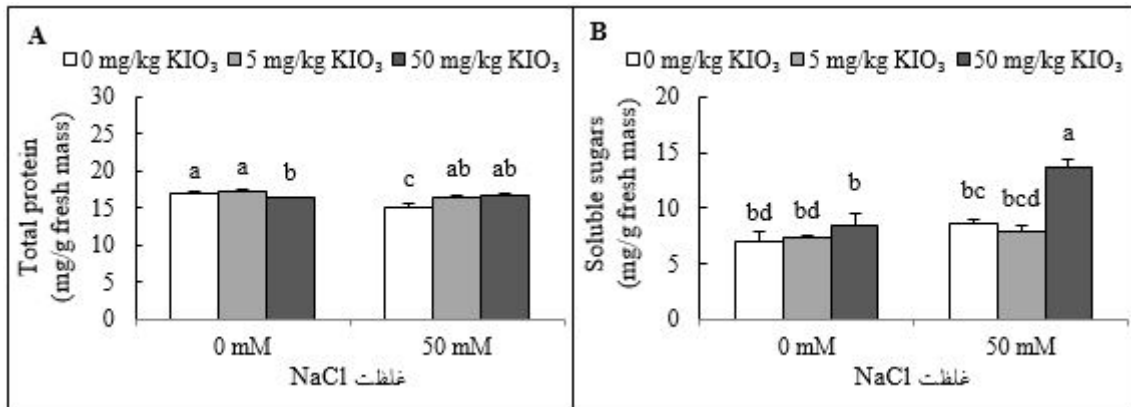 A
0 mg/kg KIO₃ 5 mg/kg KIO₃ 50 mg/kg KIO₃
Total protein
(mg/g fresh mass)
30
25
20
15
10
5
0
a a b c ab ab
0 mM 50 mM
غلظت NaCl
B
0 mg/kg KIO₃ 5 mg/kg KIO₃ 50 mg/kg KIO₃
Soluble sugars
(mg/g fresh mass)
20
15
10
5
0
bd bd b bc bcd a
0 mM 50 mM
غلظت NaCl